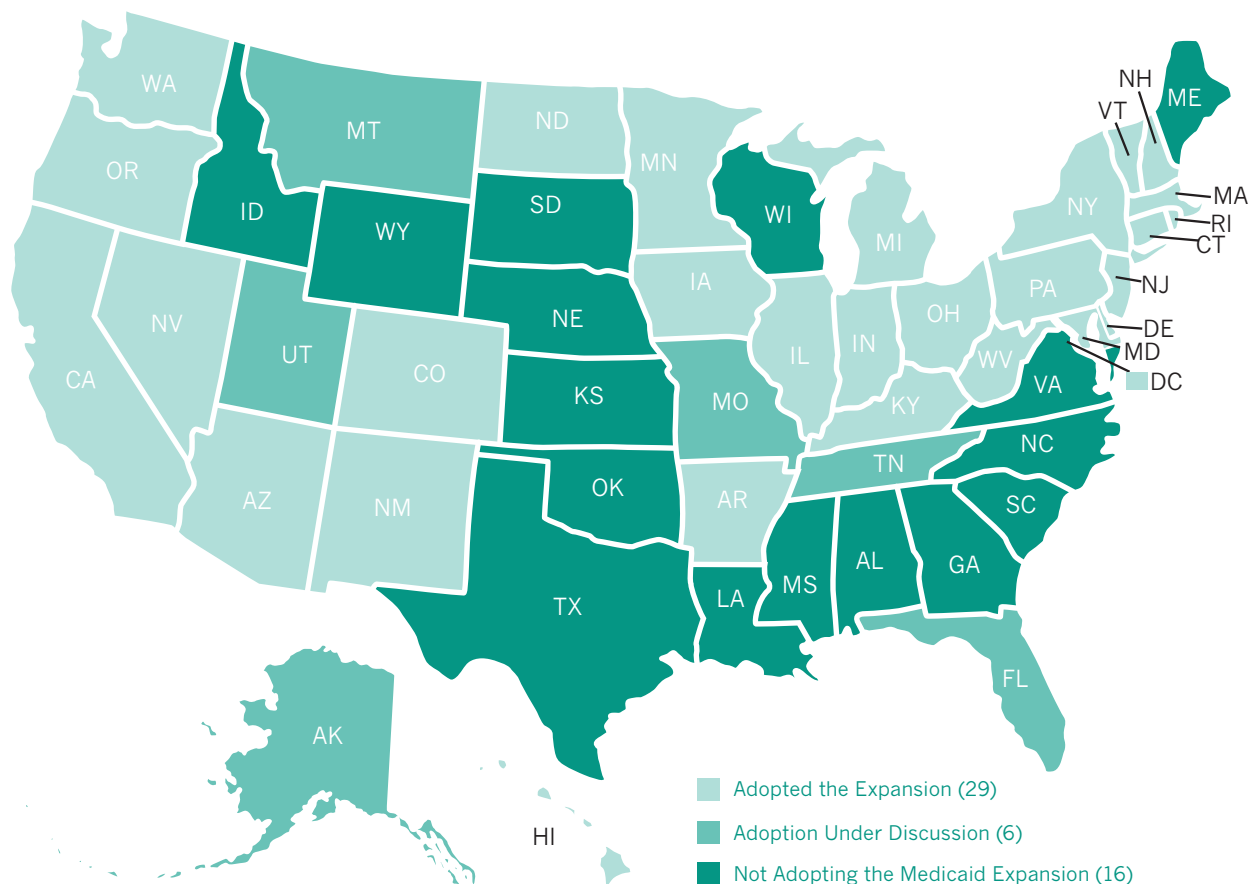 NH
ME
WA
VT
ND
MT
MN
OR
MA
SD
NY
ID
WI
RI
WY
MI
CT
IA
NJ
PA
NE
OH
NV
DE
IN
UT
MD
IL
WV
CO
DC
CA
VA
KS
MO
KY
NC
TN
OK
AR
AZ
SC
NM
GA
AL
MS
LA
TX
FL
AK
Adopted the Expansion (29)
HI
Adoption Under Discussion (6)
Not Adopting the Medicaid Expansion (16)